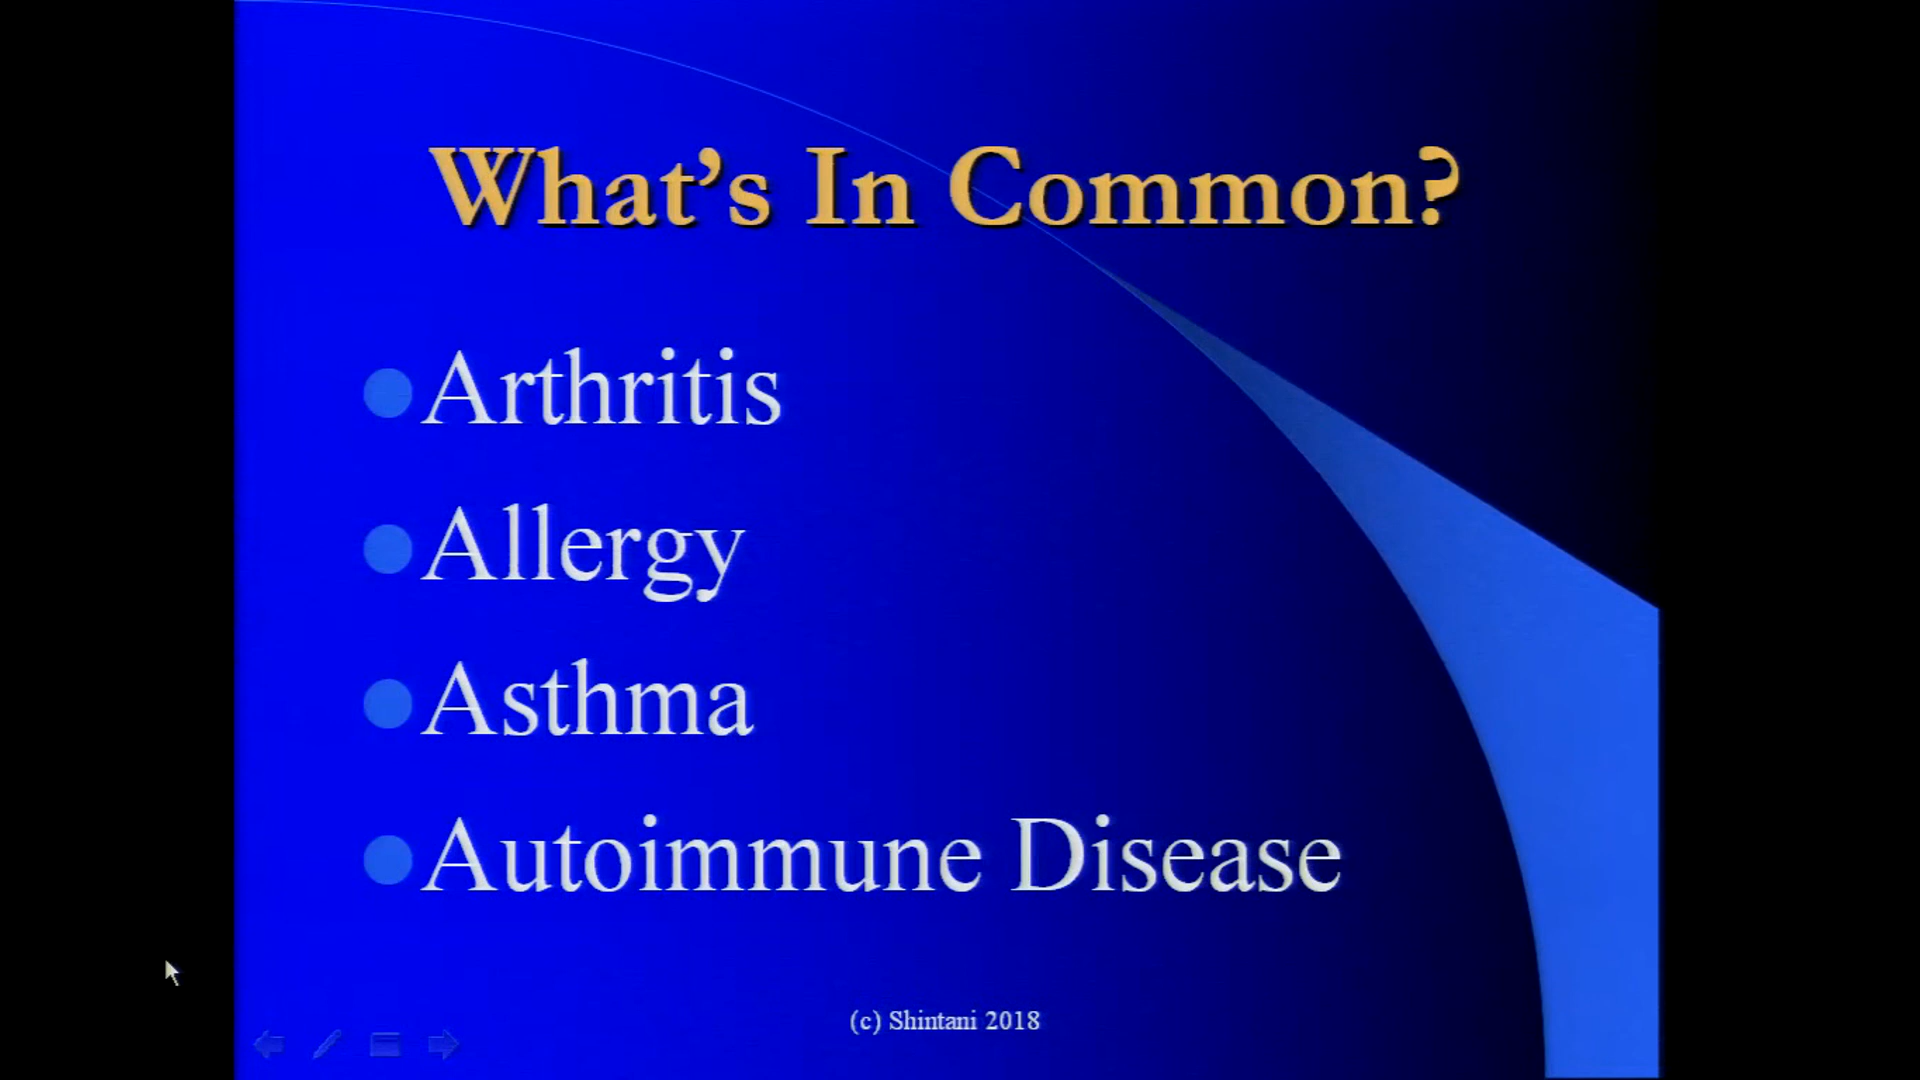 What’s In Common?
Arthritis
Allergy
Asthma
Autoimmune Disease
(c) Shintani 2018